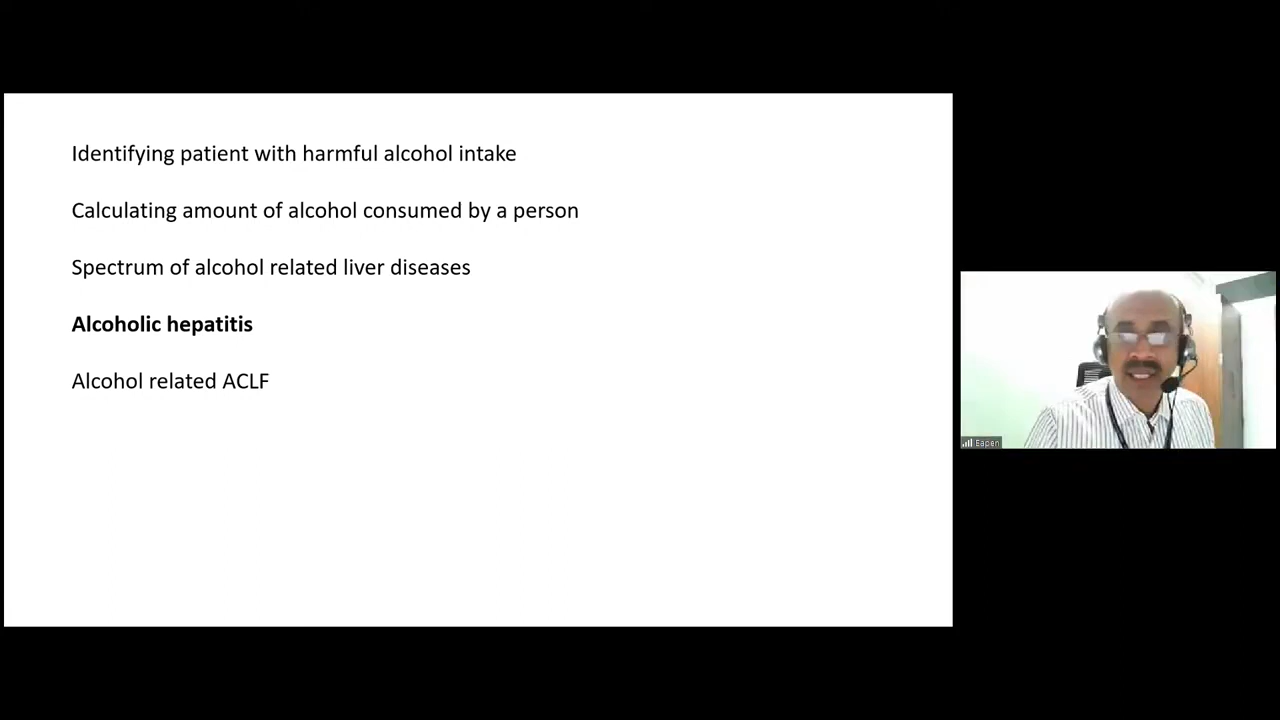 Identifying patient with harmful alcohol intake
Calculating amount of alcohol consumed by a person
Spectrum of alcohol related liver diseases
Alcoholic hepatitis
Alcohol related ACLF
Eapen